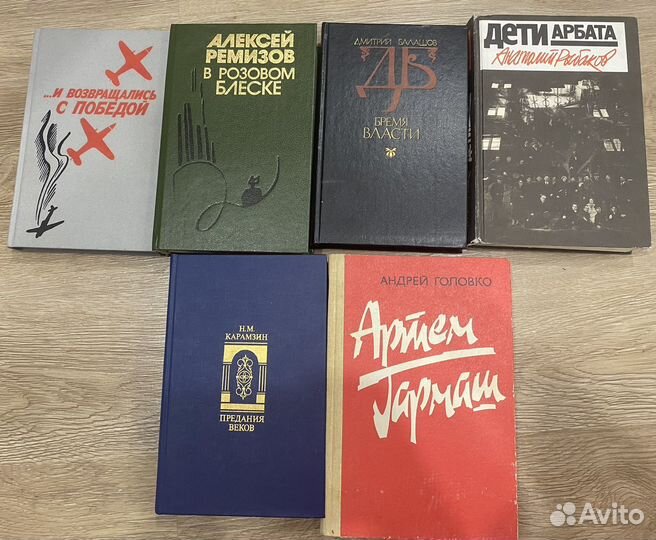 ...И ВОЗВРАЩАЛИСЬ
С ПОБЕДОЙ
АЛЕКСЕЙ
РЕМИЗОВ
В РОЗОВОМ
БЛЕСКЕ
ДМИТРИЙ БАЛАШОВ
ДБ
БРЕМЯ
ВЛАСТИ
ДЕТИ АРБАТА
Анатолий Рыбаков
Н.М.
КАРАМЗИН
ПРЕДАНИЯ
ВЕКОВ
АНДРЕЙ ГОЛОВКО
Артем
Гармаш
Avito